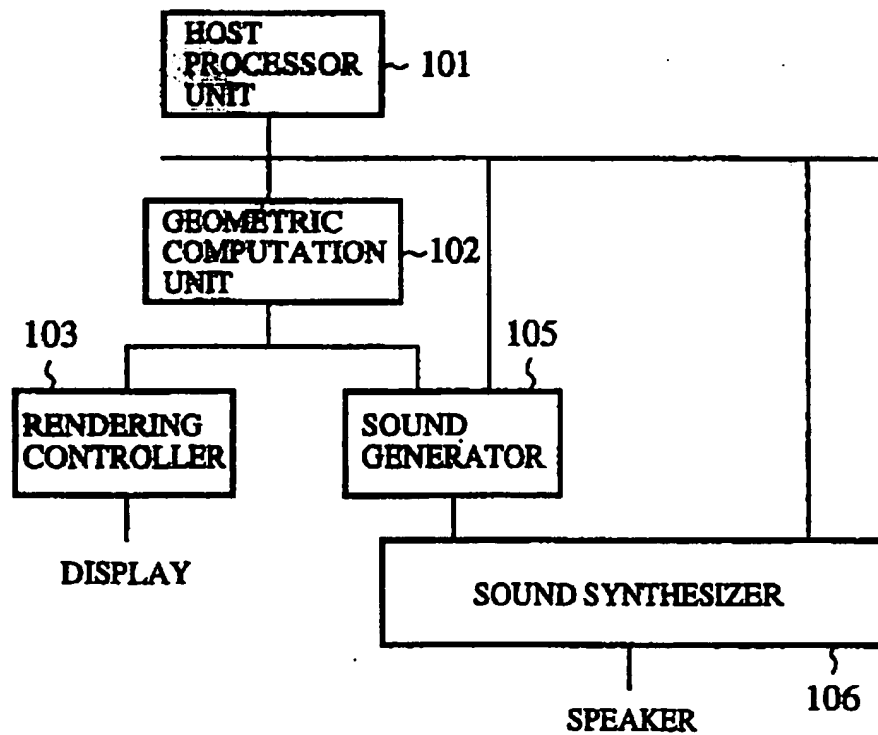 HOST
PROCESSOR
UNIT
101
GEOMETRIC
COMPUTATION
UNIT
102
103
105
RENDERING
CONTROLLER
SOUND
GENERATOR
DISPLAY
SOUND SYNTHESIZER
106
SPEAKER